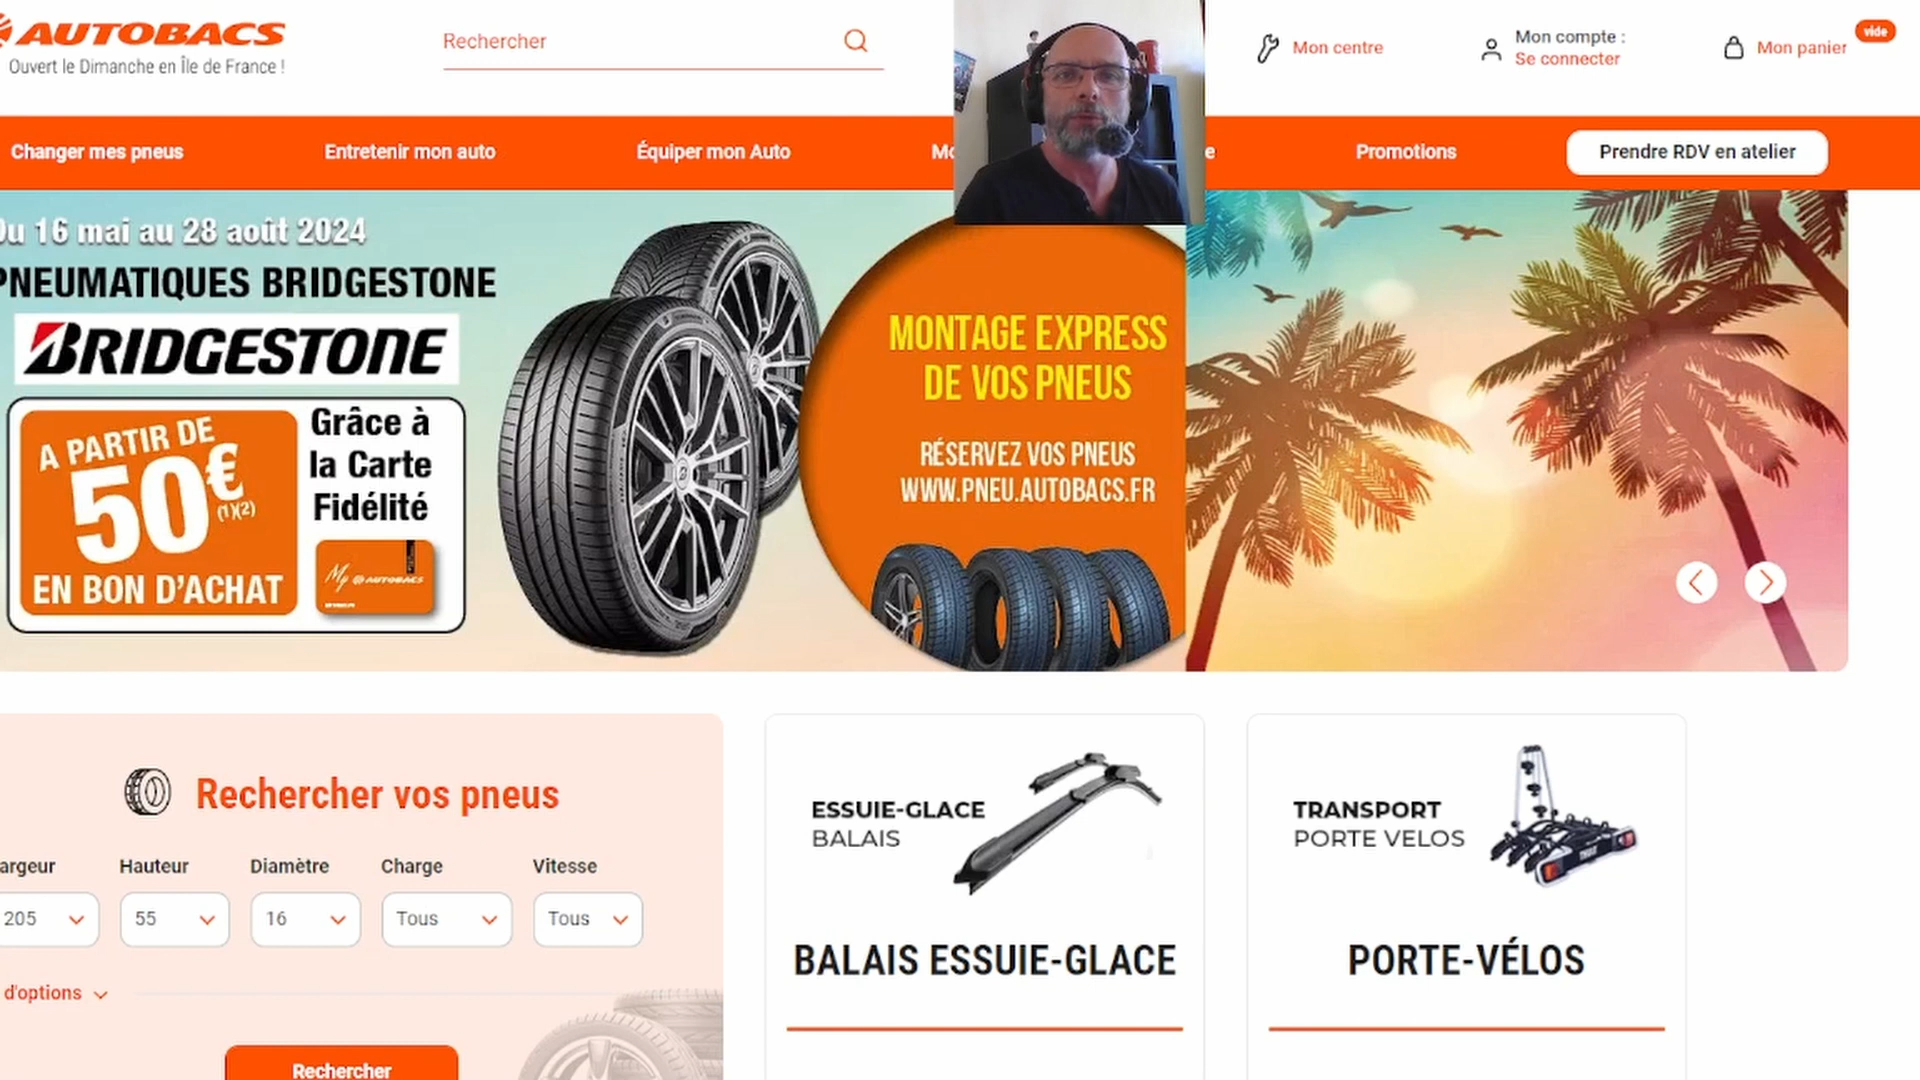 AUTOBACS
Ouvert le Dimanche en Île de France !
Rechercher
Mon centre
Mon compte :
Se connecter
Mon panier
vide
Changer mes pneus
Entretenir mon auto
Équiper mon Auto
Promotions
Prendre RDV en atelier
Du 16 mai au 28 août 2024
PNEUMATIQUES BRIDGESTONE
BRIDGESTONE
A PARTIR DE
50€
(1)(2)
EN BON D'ACHAT
Grâce à
la Carte
Fidélité
My AUTOBACS
MONTAGE EXPRESS
DE VOS PNEUS
RÉSERVEZ VOS PNEUS
WWW.PNEU.AUTOBACS.FR
Rechercher vos pneus
argeur
Hauteur
Diamètre
Charge
Vitesse
205
55
16
Tous
Tous
d'options
Rechercher
ESSUIE-GLACE
BALAIS
BALAIS ESSUIE-GLACE
TRANSPORT
PORTE VELOS
PORTE-VÉLOS